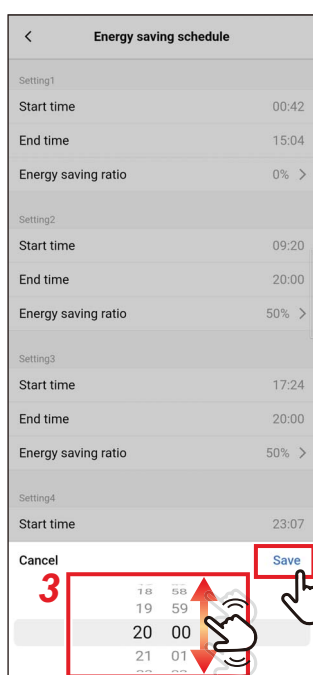 Energy saving schedule
Setting1
Start time 00:42
End time 15:04
Energy saving ratio 0%
Setting2
Start time 09:20
End time 20:00
Energy saving ratio 50%
Setting3
Start time 17:24
End time 20:00
Energy saving ratio 50%
Setting4
Start time 23:07
Cancel Save
3
18 58
19 59
20 00
21 01